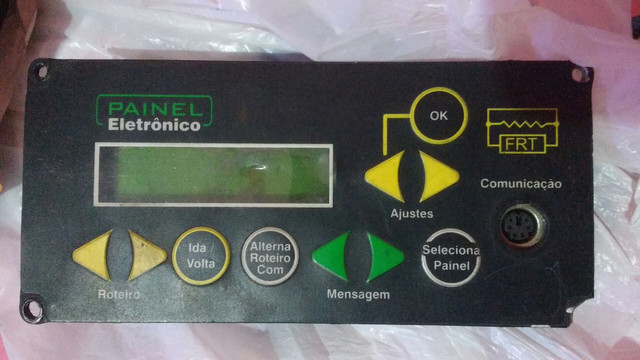 PAINEL
Eletrônico
OK
FRT
Comunicação
Ajustes
Ida
Volta
Alterna
Roteiro
Com
Seleciona
Painel
Roteiro
Mensagem